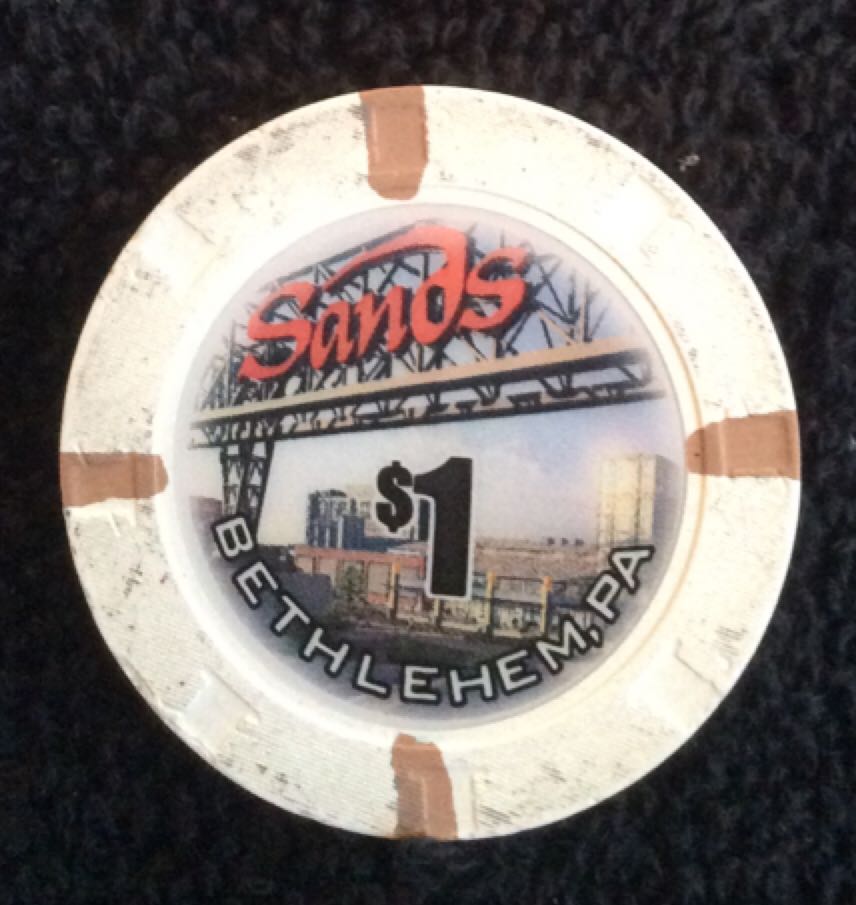 Sands
$1
BETHLEHEM, PA